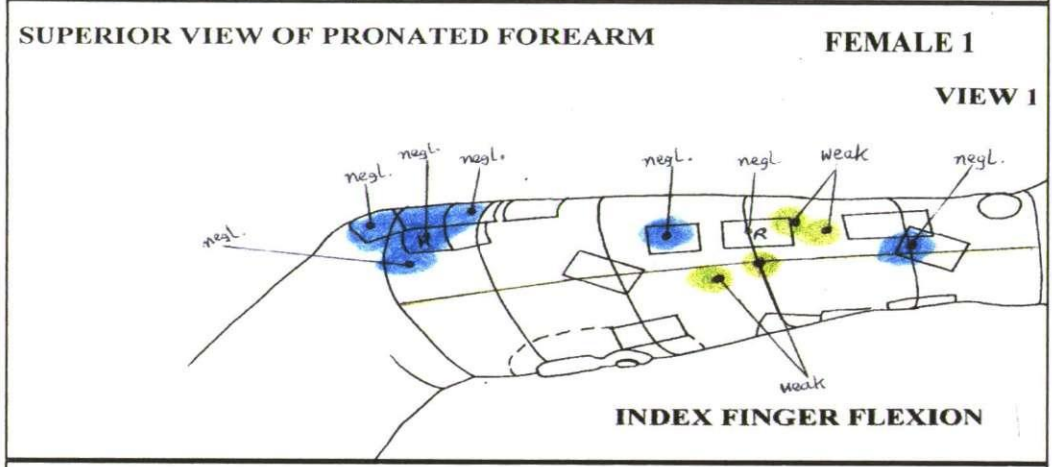 SUPERIOR VIEW OF PRONATED FOREARM
FEMALE 1
VIEW 1
negl.
negl.
negl.
negl.
negl.
negl
weak
negl.
R
R
weak
INDEX FINGER FLEXION